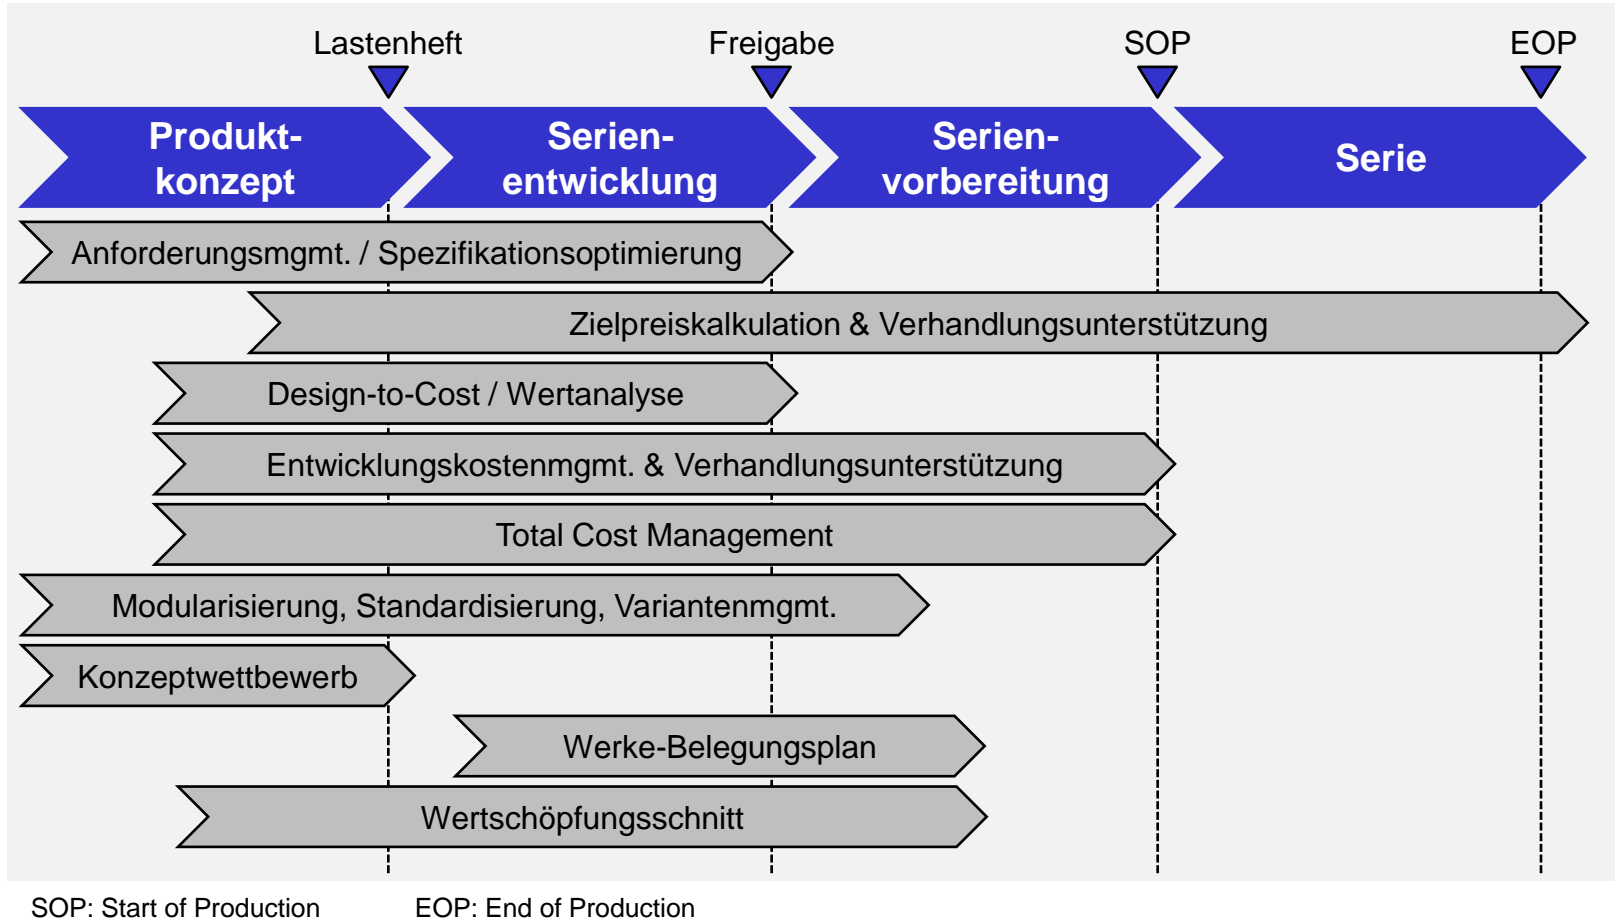 Lastenheft Freigabe SOP EOP
Produkt-
konzept
Serien-
entwicklung
Serien-
vorbereitung
Serie
Anforderungsmgmt. / Spezifikationsoptimierung
Zielpreiskalkulation & Verhandlungsunterstützung
Design-to-Cost / Wertanalyse
Entwicklungskostenmgmt. & Verhandlungsunterstützung
Total Cost Management
Modularisierung, Standardisierung, Variantenmgmt.
Konzeptwettbewerb
Werke-Belegungsplan
Wertschöpfungsschnitt
SOP: Start of Production EOP: End of Production